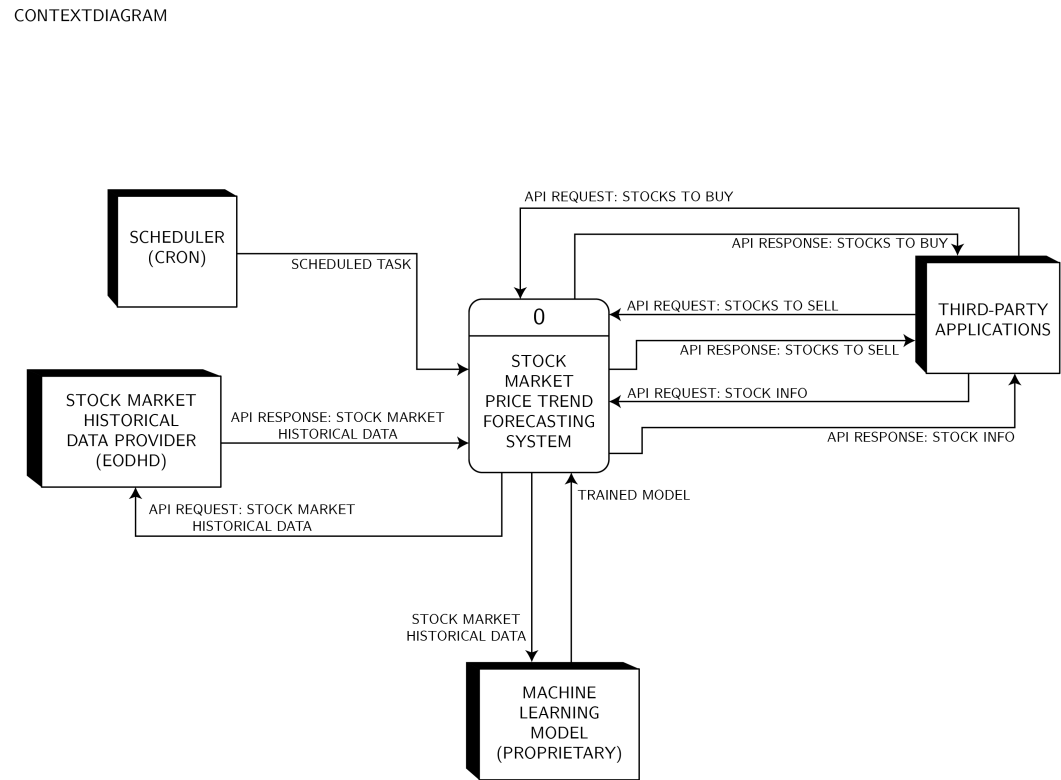 CONTEXTDIAGRAM
API REQUEST: STOCKS TO BUY
SCHEDULER
(CRON)
SCHEDULED TASK
API RESPONSE: STOCKS TO BUY
API REQUEST: STOCKS TO SELL
THIRD-PARTY
APPLICATIONS
0
API RESPONSE: STOCKS TO SELL
STOCK
MARKET
PRICE TREND
FORECASTING
SYSTEM
API REQUEST: STOCK INFO
API RESPONSE: STOCK INFO
STOCK MARKET
HISTORICAL
DATA PROVIDER
(EODHD)
API RESPONSE: STOCK MARKET
HISTORICAL DATA
API REQUEST: STOCK MARKET
HISTORICAL DATA
TRAINED MODEL
STOCK MARKET
HISTORICAL DATA
MACHINE
LEARNING
MODEL
(PROPRIETARY)